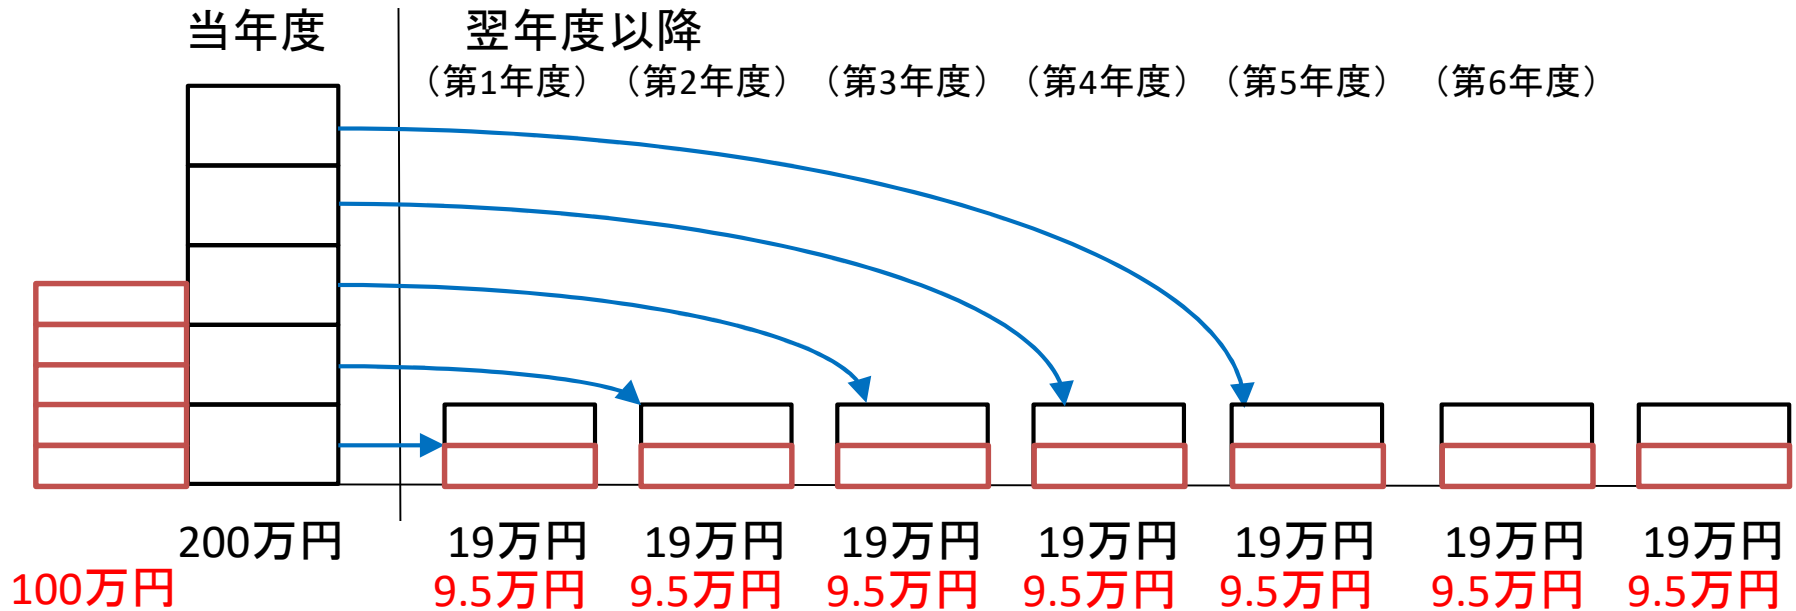 当年度 翌年度以降
（第1年度）（第2年度）（第3年度）（第4年度）（第5年度）（第6年度）
200万円 19万円 19万円 19万円 19万円 19万円 19万円 19万円
100万円 9.5万円 9.5万円 9.5万円 9.5万円 9.5万円 9.5万円 9.5万円